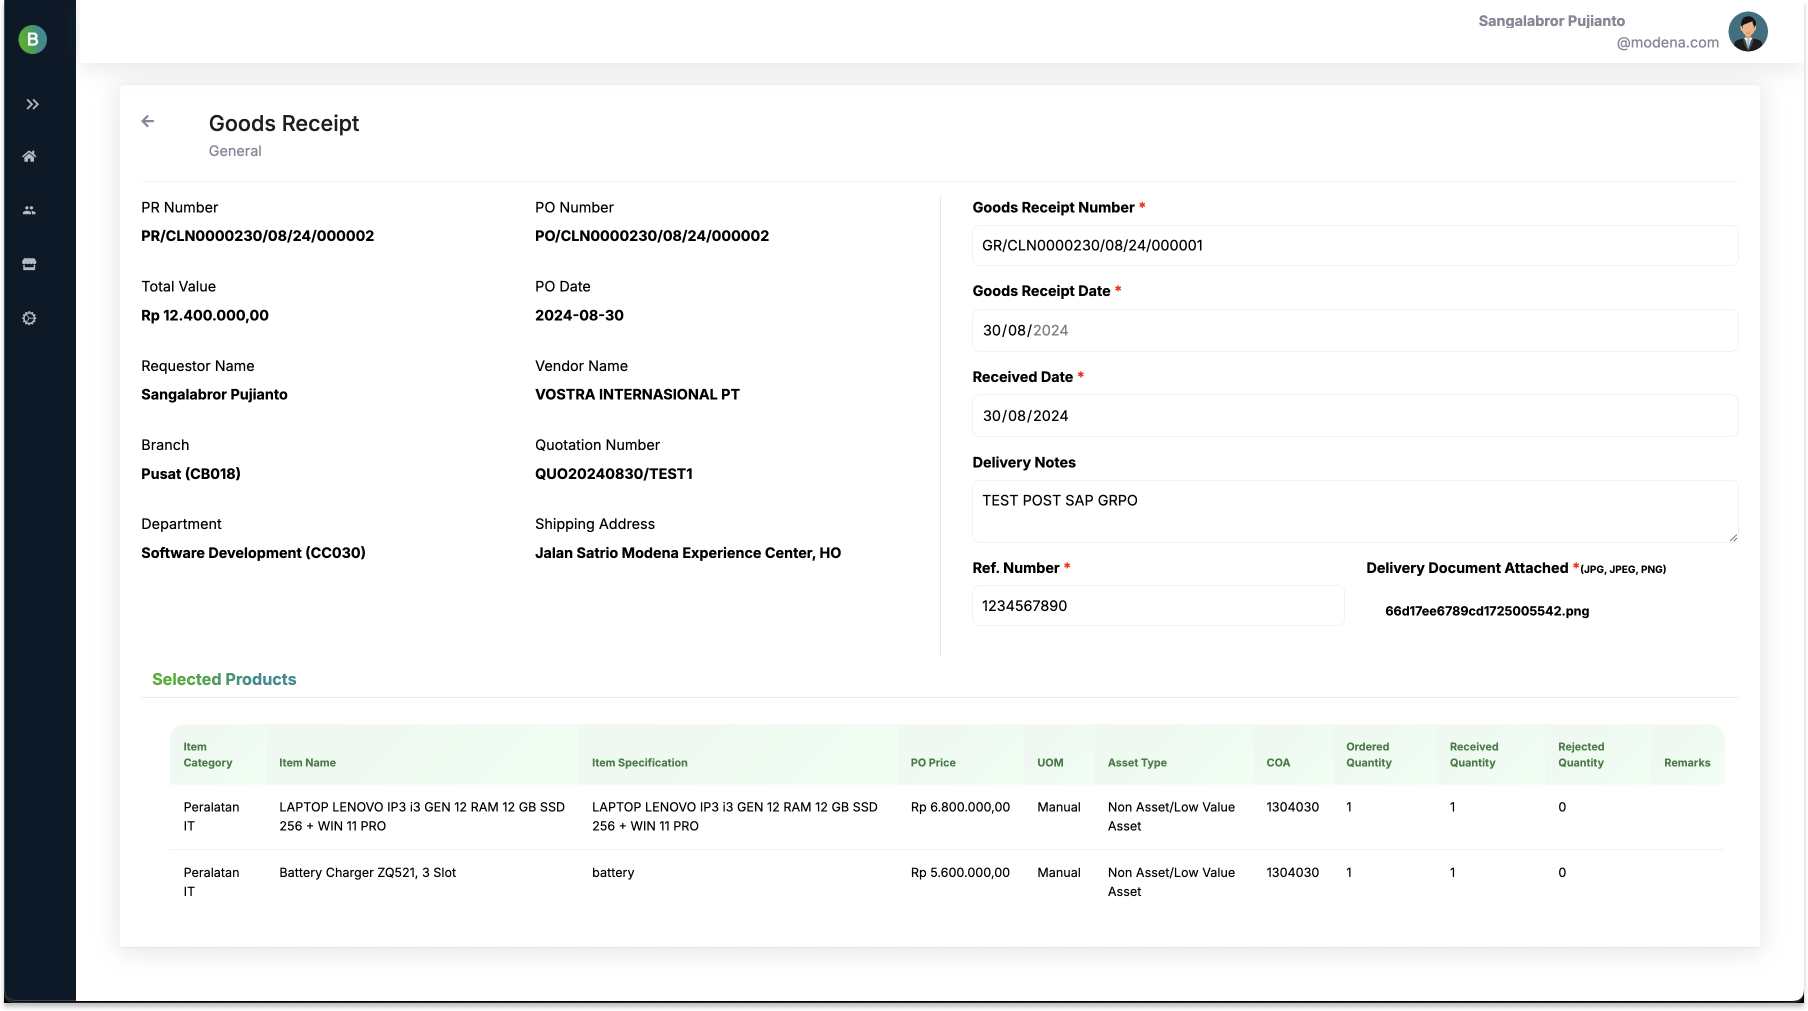 B
Sangalabror Pujianto
@modena.com
Goods Receipt
General
PR Number
PR/CLN0000230/08/24/000002
PO Number
PO/CLN0000230/08/24/000002
Total Value
Rp 12.400.000,00
PO Date
2024-08-30
Requestor Name
Sangalabror Pujianto
Vendor Name
VOSTRA INTERNASIONAL PT
Branch
Pusat (CB018)
Quotation Number
QUO20240830/TEST1
Department
Software Development (CC030)
Shipping Address
Jalan Satrio Modena Experience Center, HO
Goods Receipt Number *
GR/CLN0000230/08/24/000001
Goods Receipt Date *
30/08/2024
Received Date *
30/08/2024
Delivery Notes
TEST POST SAP GRPO
Ref. Number *
1234567890
Delivery Document Attached *(JPG, JPEG, PNG)
66d17ee6789cd1725005542.png
Selected Products
Item
Category
Item Name
Item Specification
PO Price
UOM
Asset Type
COA
Ordered
Quantity
Received
Quantity
Rejected
Quantity
Remarks
Peralatan
IT
LAPTOP LENOVO IP3 i3 GEN 12 RAM 12 GB SSD
256 + WIN 11 PRO
LAPTOP LENOVO IP3 i3 GEN 12 RAM 12 GB SSD
256 + WIN 11 PRO
Rp 6.800.000,00
Manual
Non Asset/Low Value
Asset
1304030
1
1
0
Peralatan
IT
Battery Charger ZQ521, 3 Slot
battery
Rp 5.600.000,00
Manual
Non Asset/Low Value
Asset
1304030
1
1
0